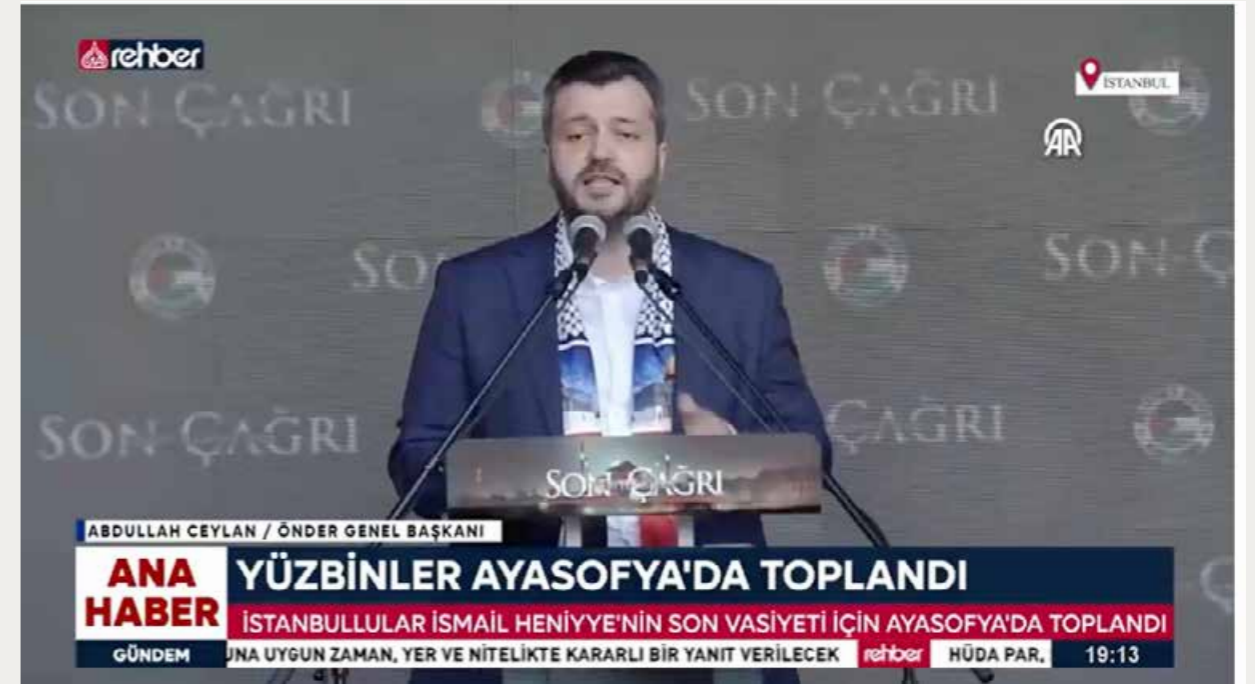 rehber
İSTANBUL
SON ÇAĞRI
SON ÇAĞRI
AA
SON Ç
SON ÇAĞRI
ÇAĞRI
SON ÇAĞRI
ABDULLAH CEYLAN / ÖNDER GENEL BAŞKANI
ANA HABER
YÜZBİNLER AYASOFYA'DA TOPLANDI
İSTANBULLULAR İSMAİL HENİYYE'NİN SON VASİYETİ İÇİN AYASOFYA'DA TOPLANDI
GÜNDEM
UNA UYGUN ZAMAN, YER VE NİTELİKTE KARARLI BİR YANIT VERİLECEK rehber HÜDA PAR,
19:13